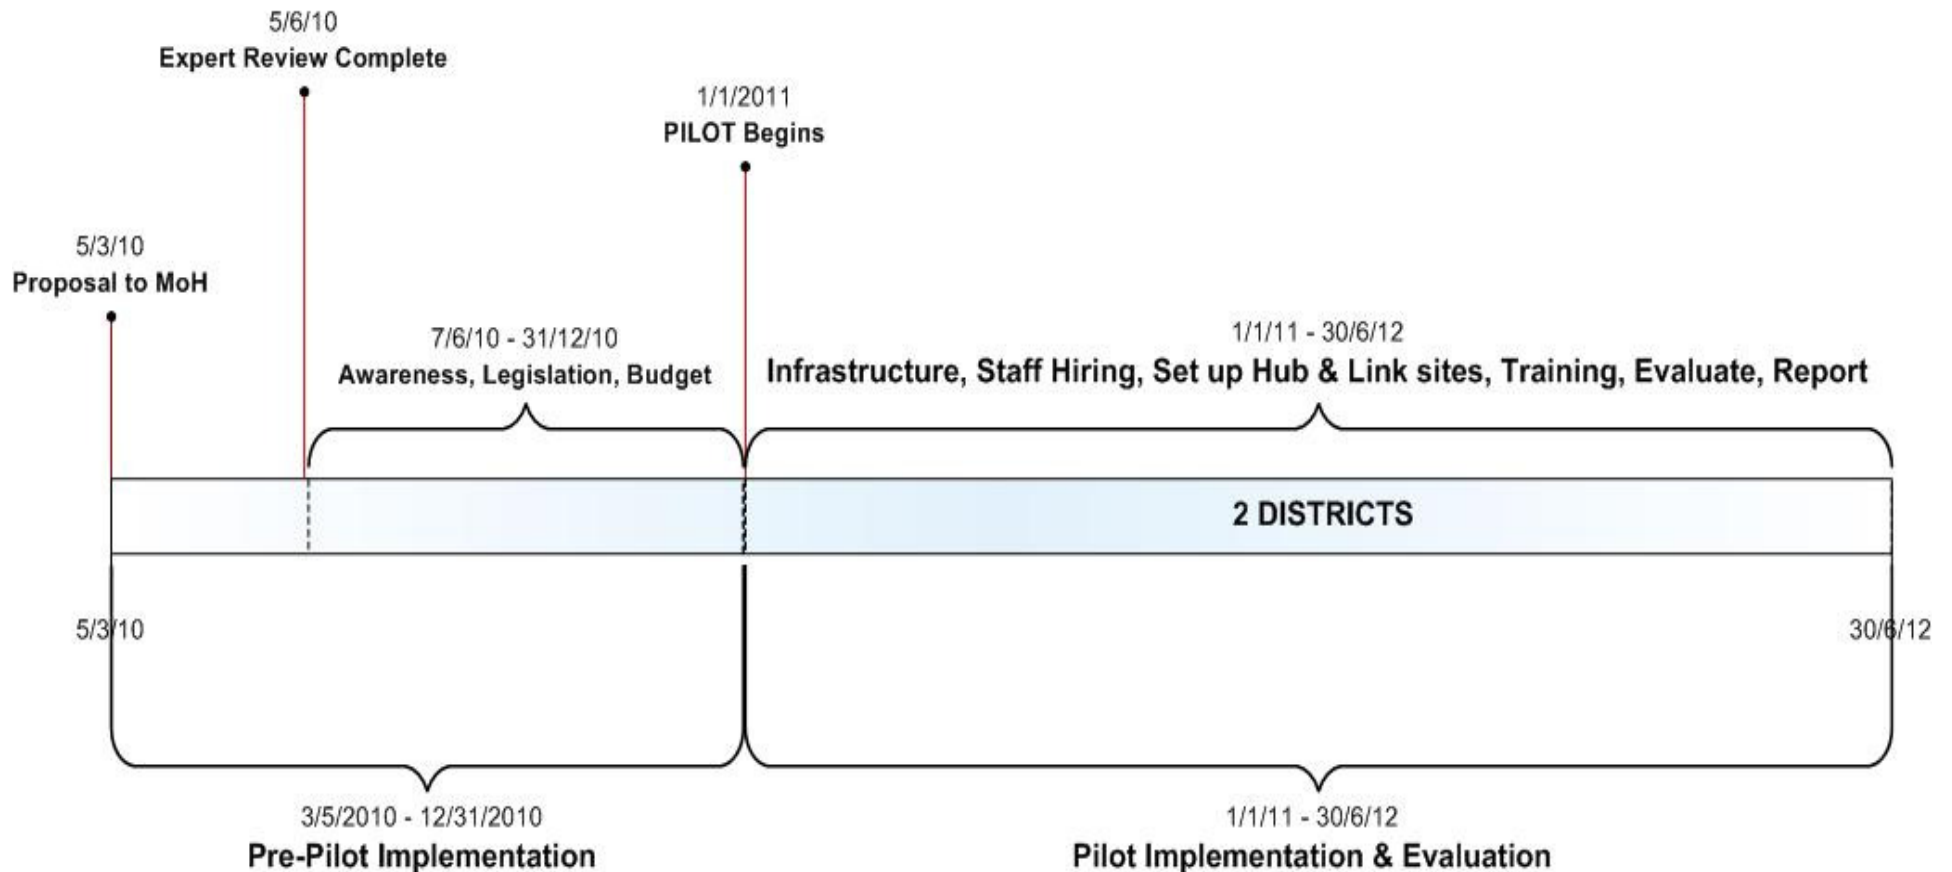 5/6/10
Expert Review Complete
1/1/2011
PILOT Begins
5/3/10
Proposal to MoH
7/6/10 - 31/12/10
Awareness, Legislation, Budget
1/1/11 - 30/6/12
Infrastructure, Staff Hiring, Set up Hub & Link sites, Training, Evaluate, Report
2 DISTRICTS
5/3/10
30/6/12
3/5/2010 - 12/31/2010
Pre-Pilot Implementation
1/1/11 - 30/6/12
Pilot Implementation & Evaluation